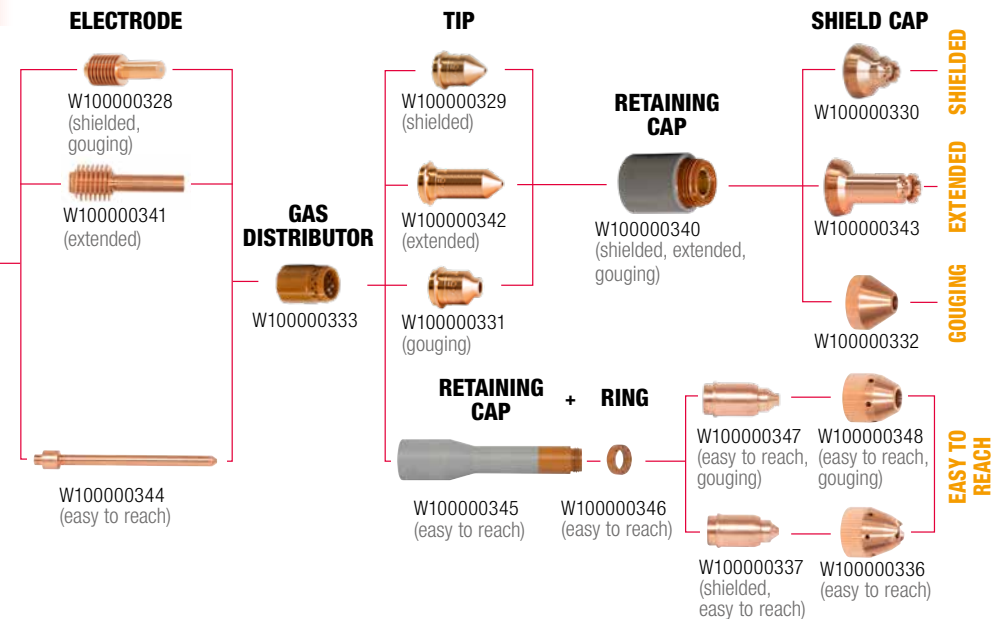 ELECTRODE
W100000328
(shielded,
gouging)
W100000341
(extended)
W100000344
(easy to reach)
GAS
DISTRIBUTOR
W100000333
TIP
W100000329
(shielded)
W100000342
(extended)
W100000331
(gouging)
RETAINING
CAP
W100000340
(shielded, extended,
gouging)
SHIELD CAP
W100000330
SHIELDED
W100000343
EXTENDED
W100000332
GOUGING
RETAINING
CAP
+
RING
W100000345
(easy to reach)
W100000346
(easy to reach)
W100000347
(easy to reach,
gouging)
W100000348
(easy to reach,
gouging)
W100000337
(shielded,
easy to reach)
W100000336
(easy to reach)
EASY TO
REACH